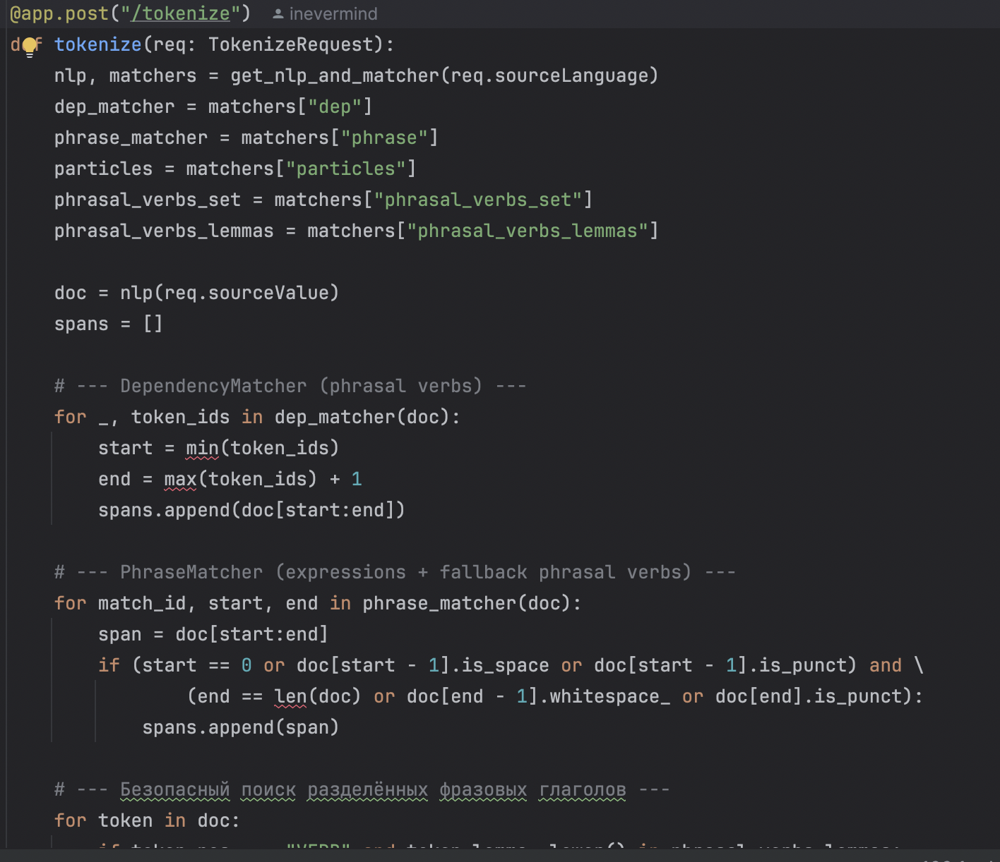 @app.post("/tokenize") inevermind
def tokenize(req: TokenizeRequest):
    nlp, matchers = get_nlp_and_matcher(req.sourceLanguage)
    dep_matcher = matchers["dep"]
    phrase_matcher = matchers["phrase"]
    particles = matchers["particles"]
    phrasal_verbs_set = matchers["phrasal_verbs_set"]
    phrasal_verbs_lemmas = matchers["phrasal_verbs_lemmas"]
    doc = nlp(req.sourceValue)
    spans = []
    # --- DependencyMatcher (phrasal verbs) ---
    for _, token_ids in dep_matcher(doc):
        start = min(token_ids)
        end = max(token_ids) + 1
        spans.append(doc[start:end])
    # --- PhraseMatcher (expressions + fallback phrasal verbs) ---
    for match_id, start, end in phrase_matcher(doc):
        span = doc[start:end]
        if (start == 0 or doc[start - 1].is_space or doc[start - 1].is_punct) and \
                (end == len(doc) or doc[end - 1].whitespace_ or doc[end].is_punct):
            spans.append(span)
    # --- Безопасный поиск разделённых фразовых глаголов ---
    for token in doc: